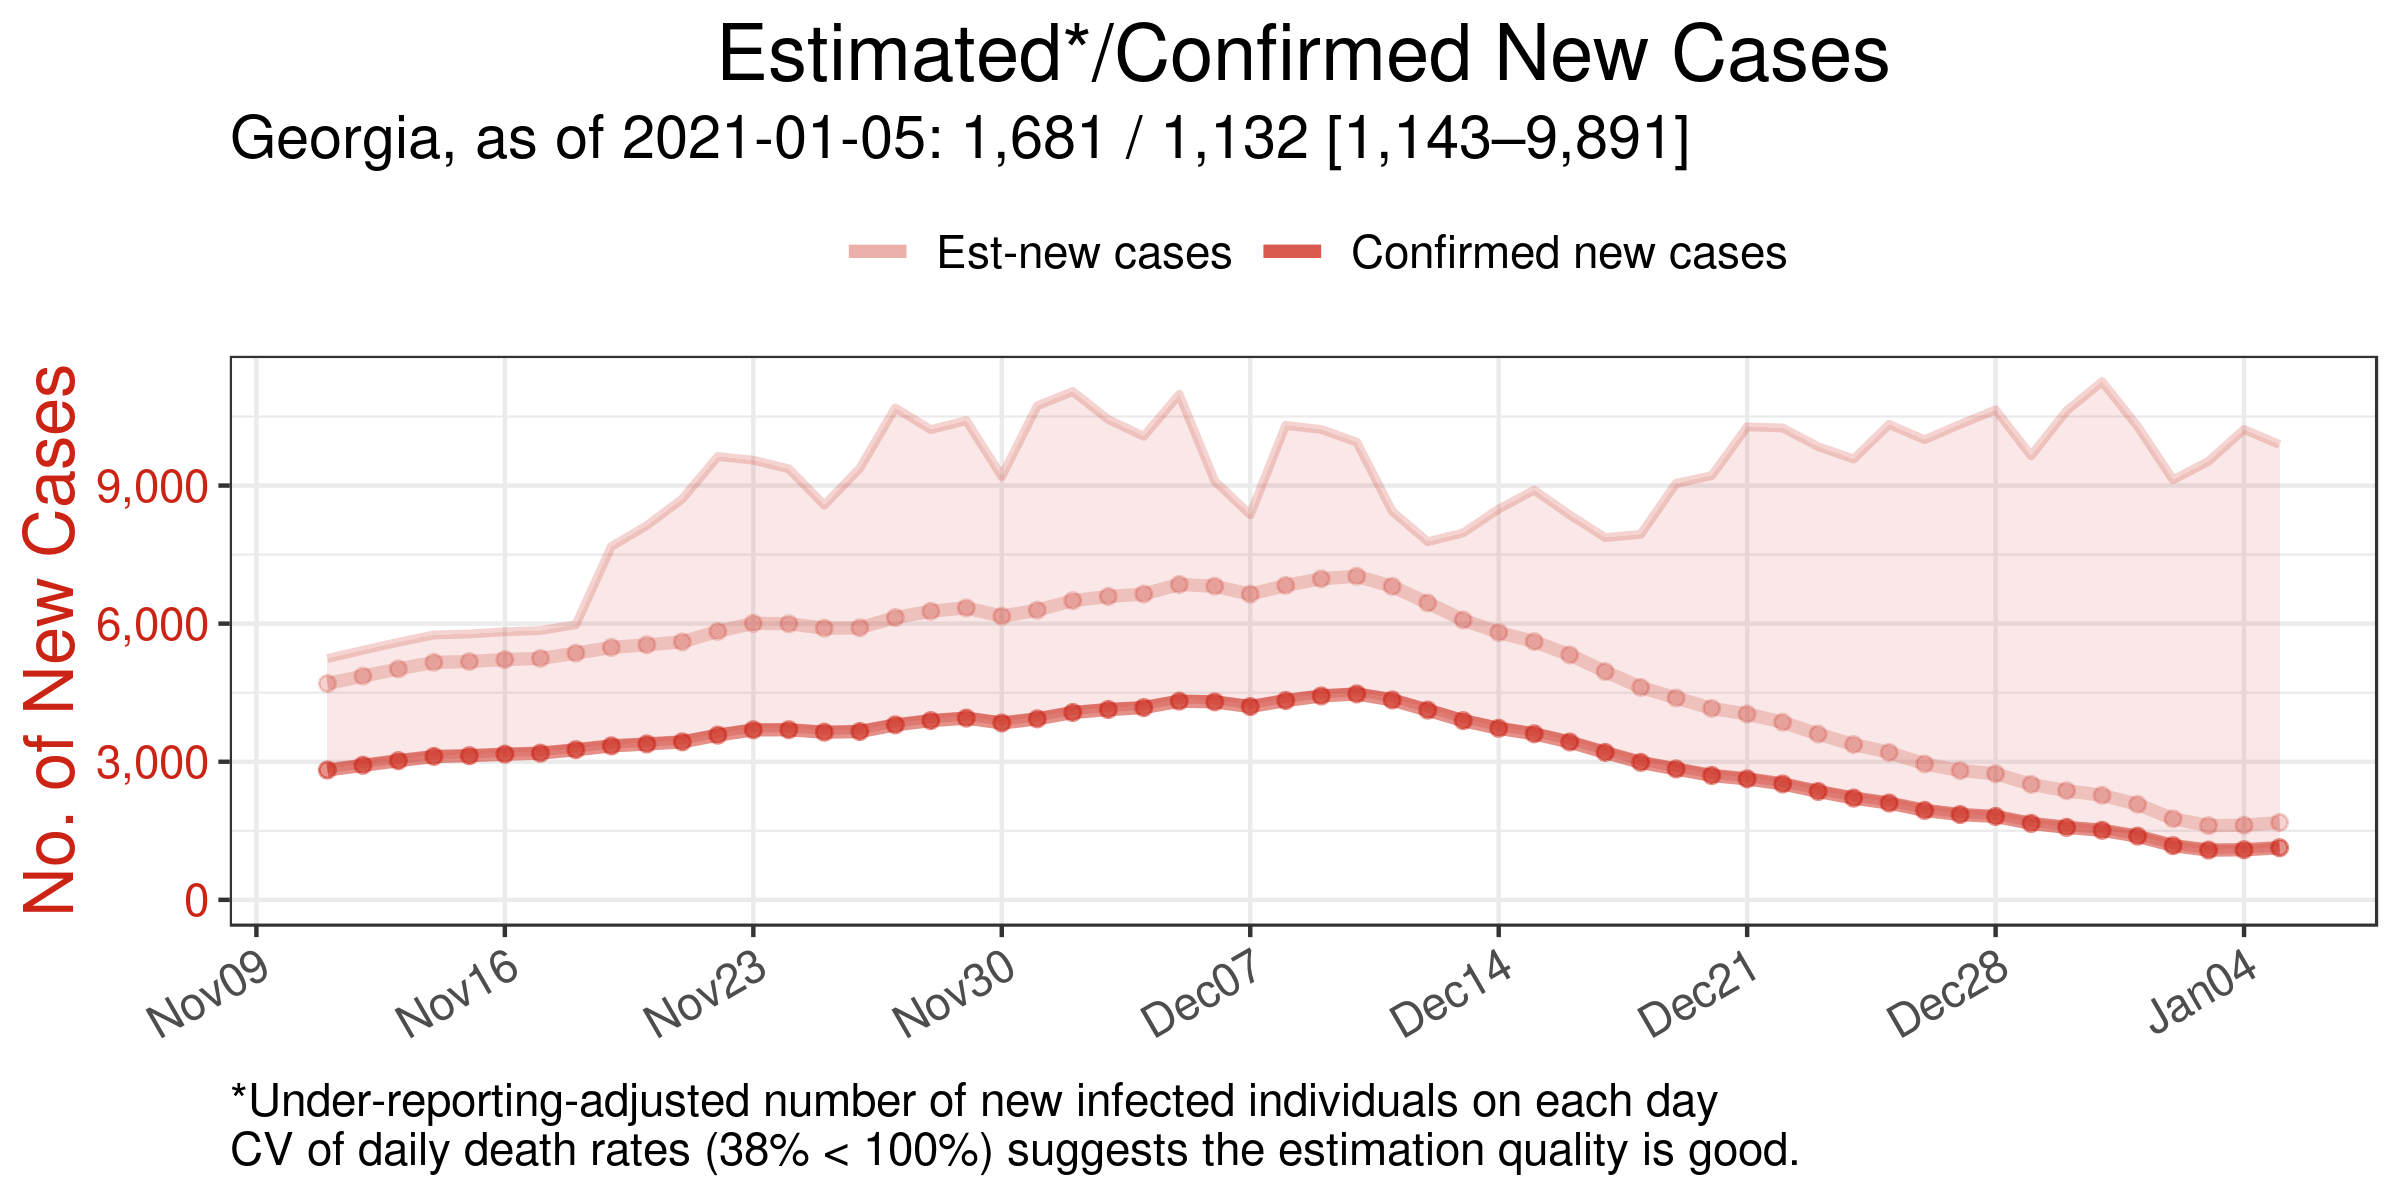 Estimated*/Confirmed New Cases
Georgia, as of 2021-01-05: 1,681 / 1,132 [1,143–9,891]
Est-new cases Confirmed new cases
No. of New Cases
9,000
6,000
3,000
0
Nov09 Nov16 Nov23 Nov30 Dec07 Dec14 Dec21 Dec28 Jan04
*Under-reporting-adjusted number of new infected individuals on each day
CV of daily death rates (38% < 100%) suggests the estimation quality is good.